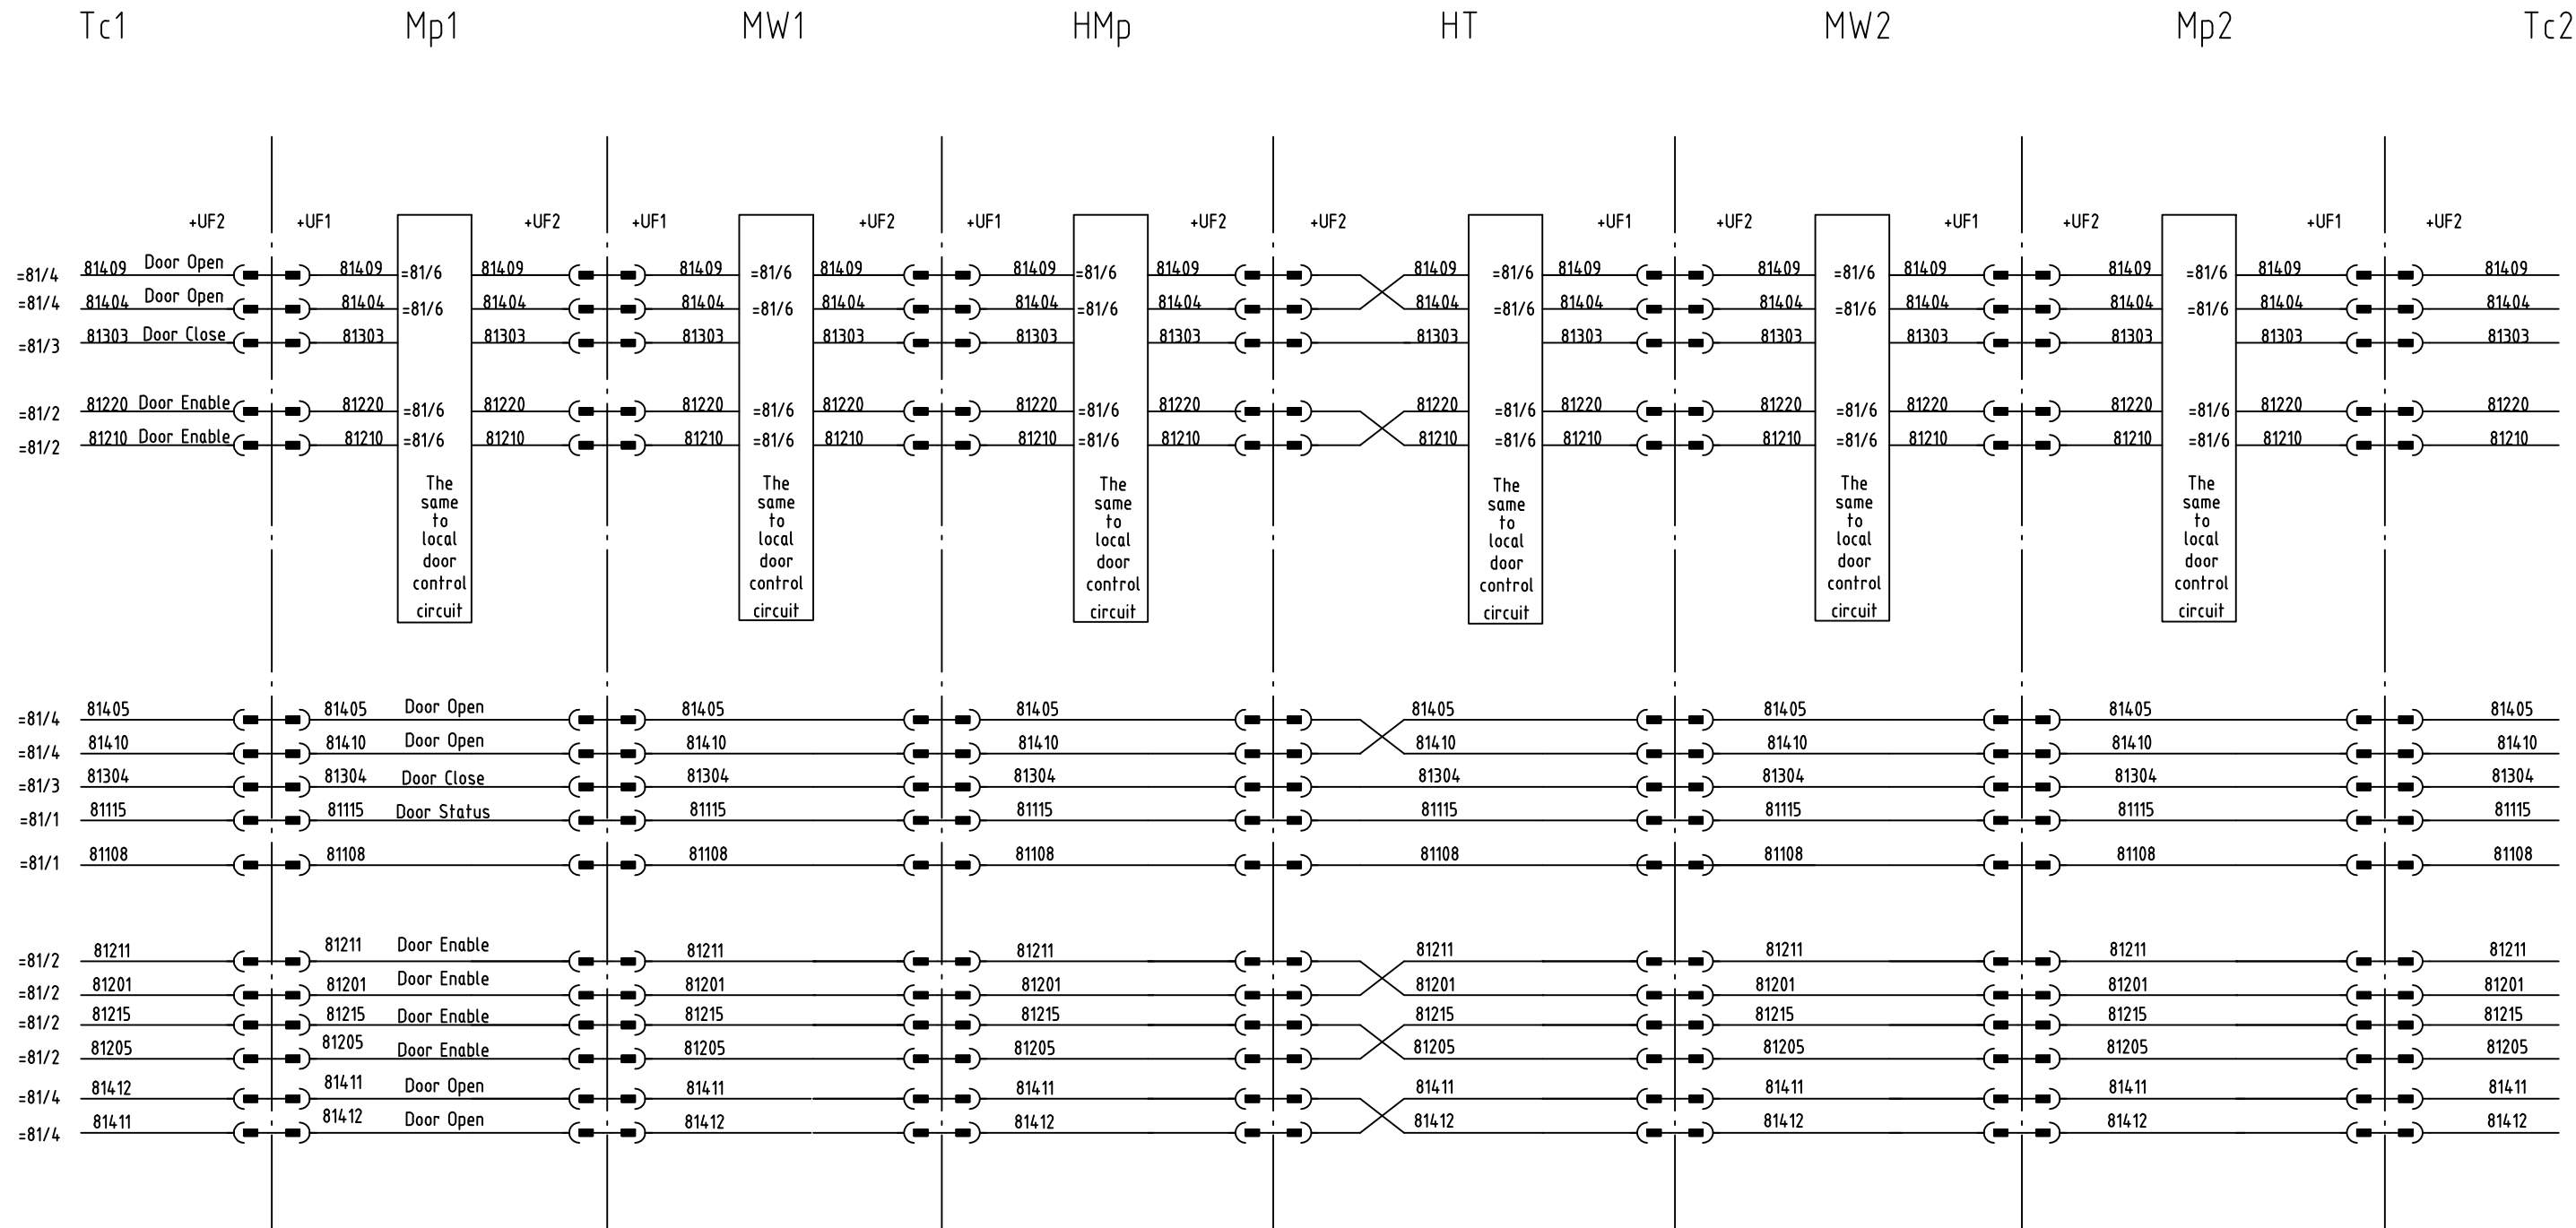 Tc1 Mp1 MW1 HMp HT MW2 Mp2 Tc2
+UF2 +UF1 +UF2 +UF1 +UF2 +UF1 +UF2 +UF2 +UF1 +UF2 +UF1 +UF2 +UF1 +UF2
=81/4 81409 Door Open 81409 =81/6 81409 81409 =81/6 81409 81409 =81/6 81409 81409 =81/6 81409 81409 =81/6 81409 81409 =81/6 81409 81409
=81/4 81404 Door Open 81404 =81/6 81404 81404 =81/6 81404 81404 =81/6 81404 81404 =81/6 81404 81404 =81/6 81404 81404 =81/6 81404 81404
=81/3 81303 Door Close 81303 81303 81303 81303 81303 81303 81303 81303 81303 81303 81303 81303 81303
=81/2 81220 Door Enable 81220 =81/6 81220 81220 =81/6 81220 81220 =81/6 81220 81220 =81/6 81220 81220 =81/6 81220 81220 =81/6 81220 81220
=81/2 81210 Door Enable 81210 =81/6 81210 81210 =81/6 81210 81210 =81/6 81210 81210 =81/6 81210 81210 =81/6 81210 81210 =81/6 81210 81210
The The The The The The
same same same same same same
to to to to to to
local local local local local local
door door door door door door
control control control control control control
circuit circuit circuit circuit circuit circuit
=81/4 81405 81405 Door Open 81405 81405 81405 81405 81405 81405
=81/4 81410 81410 Door Open 81410 81410 81410 81410 81410 81410
=81/3 81304 81304 Door Close 81304 81304 81304 81304 81304 81304
=81/1 81115 81115 Door Status 81115 81115 81115 81115 81115 81115
=81/1 81108 81108 81108 81108 81108 81108 81108 81108
=81/2 81211 81211 Door Enable 81211 81211 81211 81211 81211 81211
=81/2 81201 81201 Door Enable 81201 81201 81201 81201 81201 81201
=81/2 81215 81215 Door Enable 81215 81215 81215 81215 81215 81215
=81/2 81205 81205 Door Enable 81205 81205 81205 81205 81205 81205
=81/4 81412 81411 Door Open 81411 81411 81411 81411 81411 81411
=81/4 81411 81412 Door Open 81412 81412 81412 81412 81412 81412